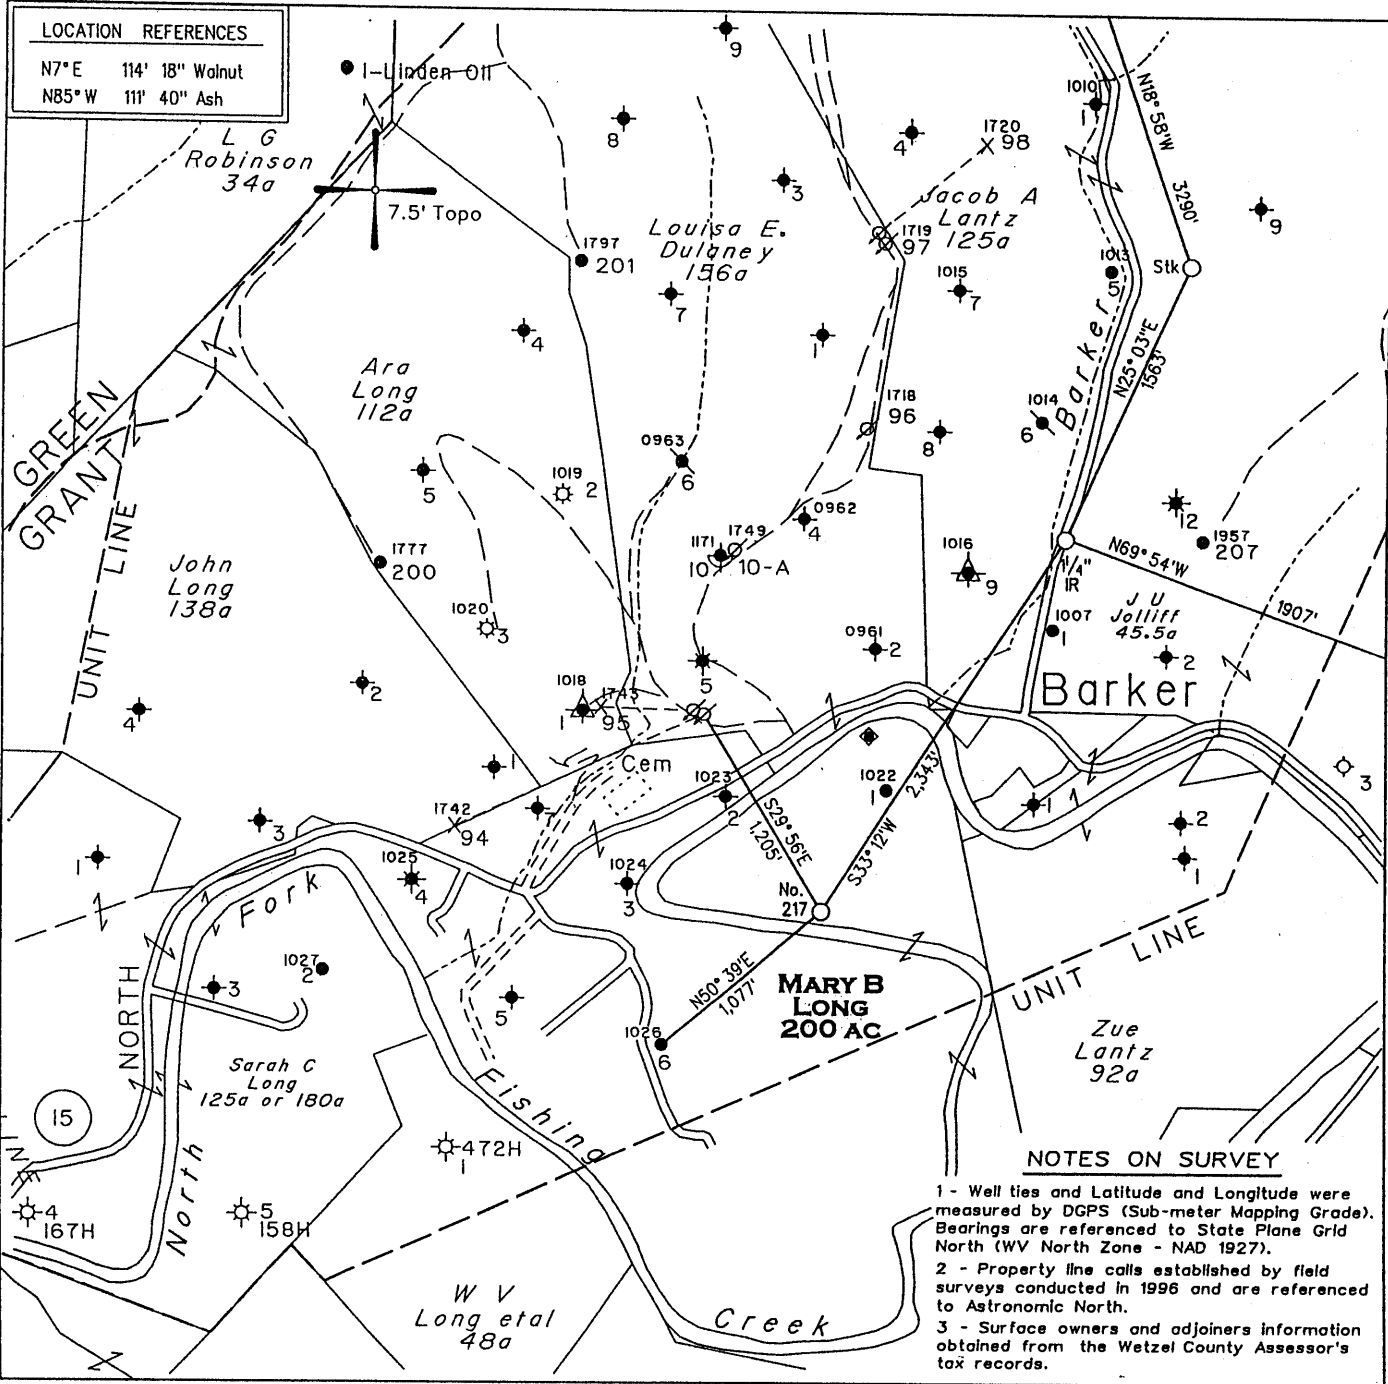 LOCATION REFERENCES
N7° E 114' 18" Walnut
N85° W 111' 40" Ash
1-Linden Oil
L G
Robinson
34a
7.5' Topo
9
8
3
4
1720
98
1010
1
N18° 58'W
3290'
9
Jacob A
Lantz
125a
Louisa E.
Dulaney
156a
1797
201
1719
97
1015
7
1013
5
Stk
7
4
1
Ara
Long
112a
Barker
N25° 03"E
1563'
1718
96
8
1014
6
GREEN
GRANT
UNIT LINE
5
0963
6
1019
2
0962
4
12
1957
207
John
Long
138a
1777
200
1171
10
1749
10-A
1016
9
1 1/4"
IR
N69° 54'W
1907'
J U
Jolliff
45.5a
1020
3
0961
2
1007
1
2
Barker
4
2
1018
1
1743
95
5
1
Cem
1023
2
1022
1
2,343'
S33° 12'W
S29° 56'E
1,205'
1
3
2
1
7
1742
94
3
1
1025
4
1024
3
No.
217
Fork
NORTH
1027
2
3
5
N50° 39'E
1,077'
MARY B
LONG
200 AC
UNIT LINE
1026
6
Zue
Lantz
92a
Sarah C
Long
125a or 180a
15
North
Fishing
472H
1
4
167H
5
158H
W V
Long etal
48a
Creek
NOTES ON SURVEY
1 - Well ties and Latitude and Longitude were
measured by DGPS (Sub-meter Mapping Grade).
Bearings are referenced to State Plane Grid
North (WV North Zone - NAD 1927).
2 - Property line calls established by field
surveys conducted in 1996 and are referenced
to Astronomic North.
3 - Surface owners and adjoiners information
obtained from the Wetzel County Assessor's
tax records.